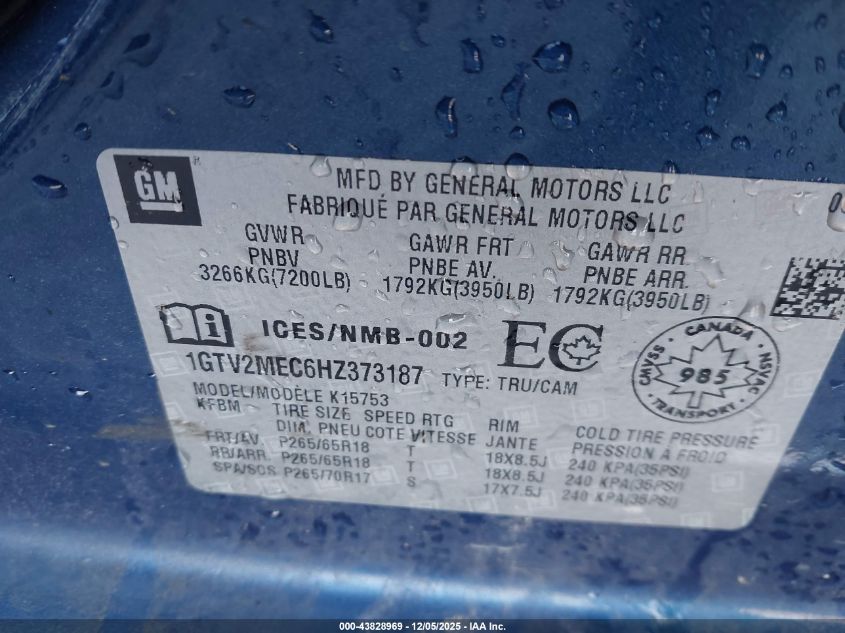 GM
MFD BY GENERAL MOTORS LLC
FABRIQUÉ PAR GENERAL MOTORS LLC
GVWR GAWR FRT GAWR RR
PNBV PNBE AV. PNBE ARR.
3266KG(7200LB) 1792KG(3950LB) 1792KG(3950LB)
ICES/NMB-002 EC
CANADA
CMVSS 985 NSVAC
TRANSPORT
1GTV2MEC6HZ373187 TYPE: TRU/CAM
MODEL/MODÈLE K15753
KFBM TIRE SIZE SPEED RTG RIM COLD TIRE PRESSURE
DIM. PNEU COTE VITESSE JANTE PRESSION À FROID
FRT/AV. P265/65R18 T 18X8.5J 240 KPA(35PSI)
RR/ARR. P265/65R18 T 18X8.5J 240 KPA(35PSI)
SPA/SOS P265/70R17 S 17X7.5J 240 KPA(35PSI)
000-43828969 - 12/05/2025 - IAA Inc.